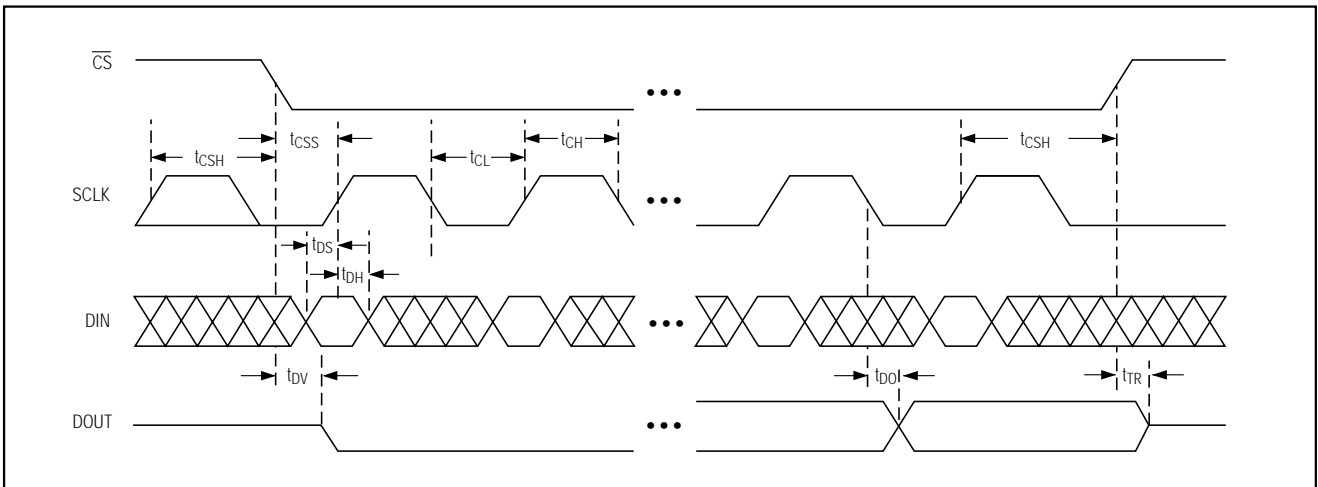 CS
tCSS
tCH
tCSH
tCL
tCSH
SCLK
tDS
tDH
DIN
tDV
tDO
tTR
DOUT